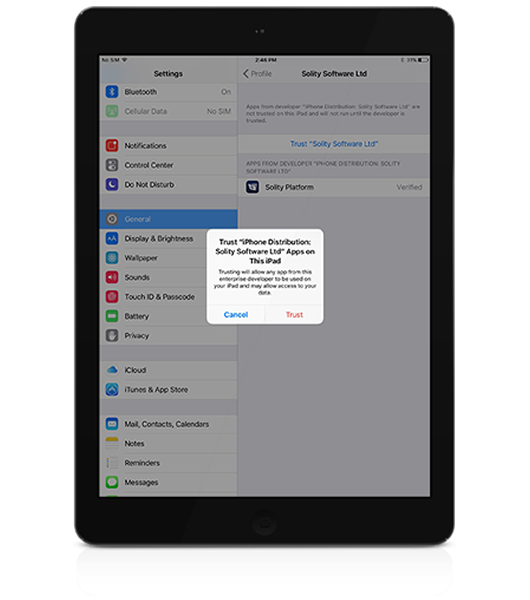 No SIM
2:46 PM
31%
Settings
Profile
Solity Software Ltd
Bluetooth
On
Cellular Data
No SIM
Notifications
Control Center
Do Not Disturb
General
Display & Brightness
AA
Wallpaper
Sounds
Touch ID & Passcode
Battery
Privacy
iCloud
iTunes & App Store
Mail, Contacts, Calendars
Notes
Reminders
Messages
Apps from developer "iPhone Distribution: Solity Software Ltd" are
not trusted on this iPad and will not run until the developer is
trusted.
Trust "Solity Software Ltd"
APPS FROM DEVELOPER "IPHONE DISTRIBUTION: SOLITY
SOFTWARE LTD"
Solity Platform
Verified
Trust "iPhone Distribution:
Solity Software Ltd" Apps on
This iPad
Trusting will allow any app from this
enterprise developer to be used on
your iPad and may allow access to your
data.
Cancel
Trust